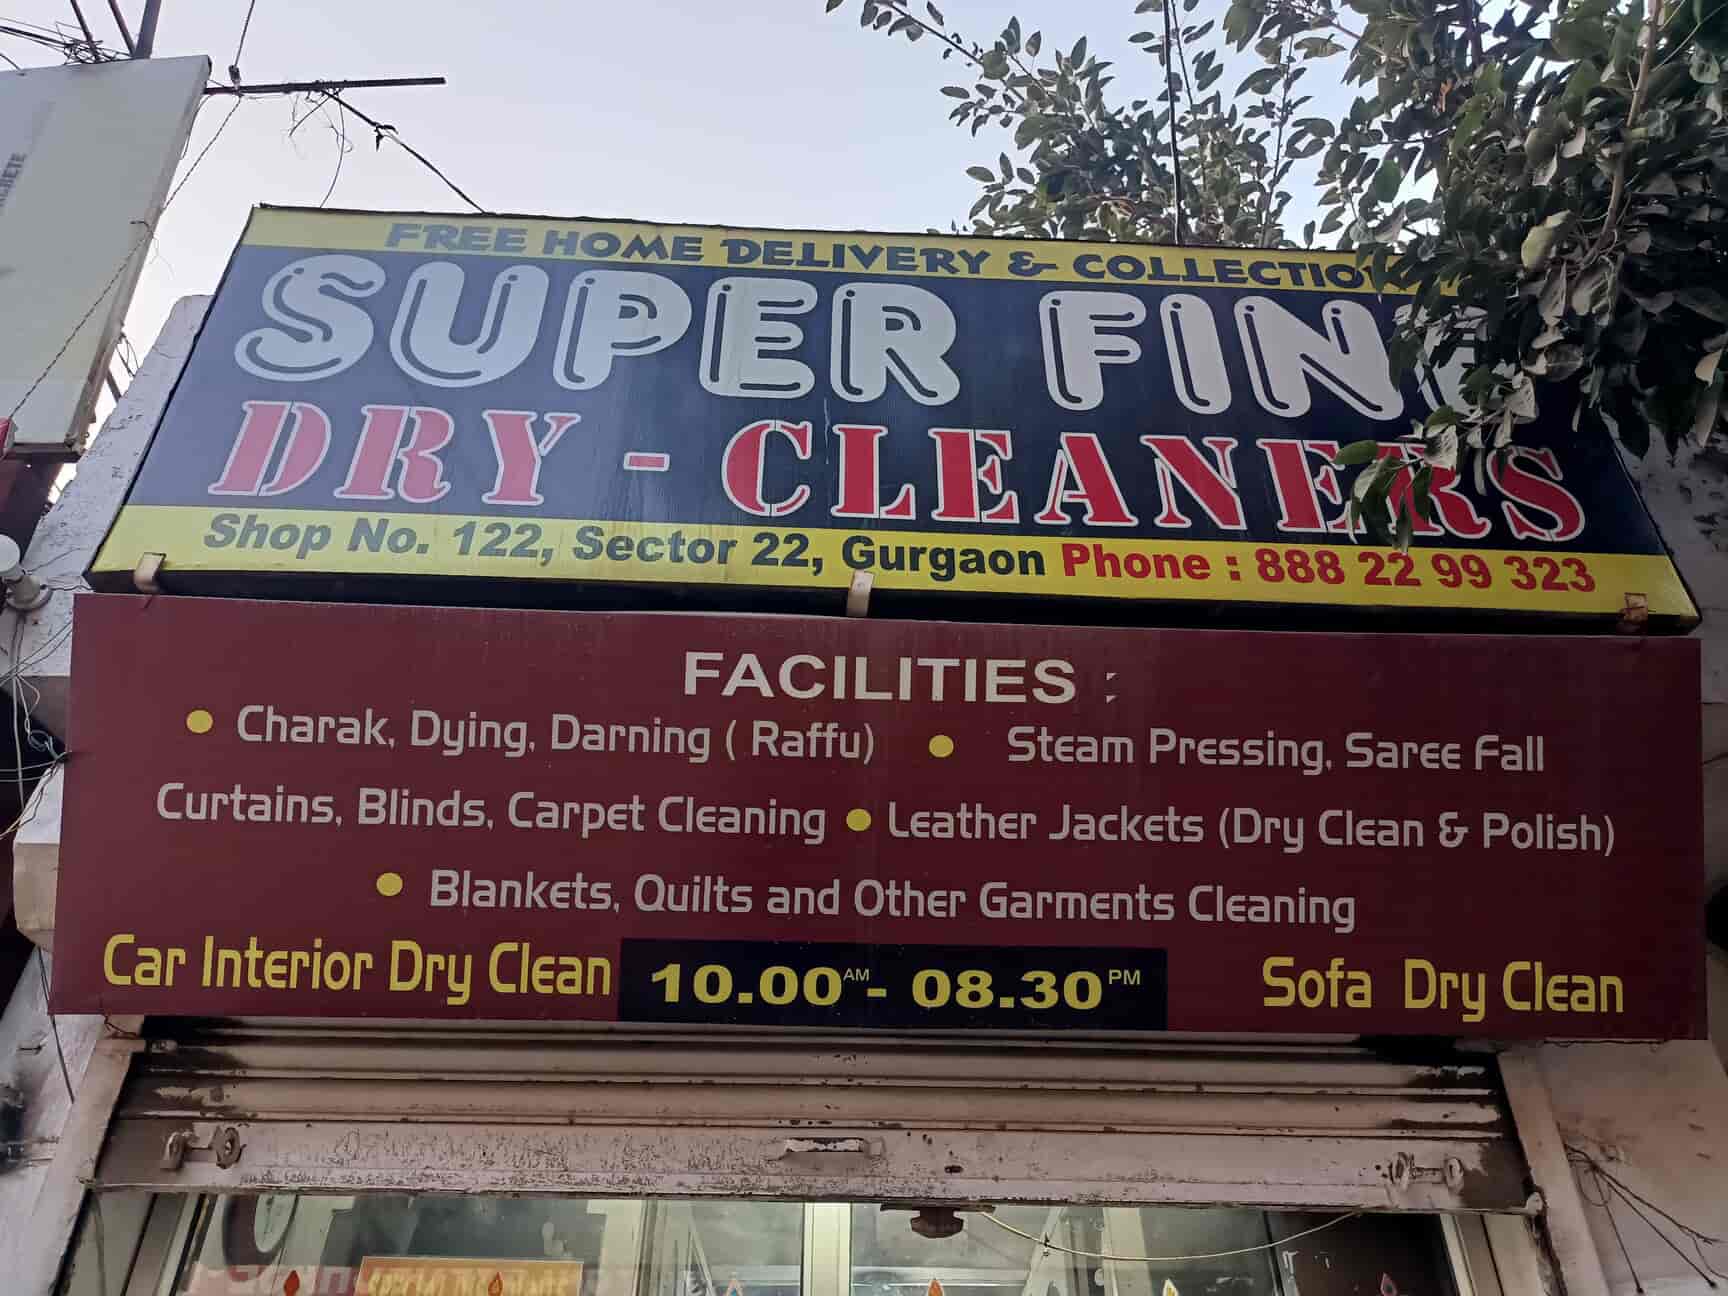 FREE HOME DELIVERY & COLLECTION
SUPER FINE
DRY - CLEANERS
Shop No. 122, Sector 22, Gurgaon Phone : 888 22 99 323
FACILITIES :
Charak, Dying, Darning ( Raffu) Steam Pressing, Saree Fall
Curtains, Blinds, Carpet Cleaning Leather Jackets (Dry Clean & Polish)
Blankets, Quilts and Other Garments Cleaning
Car Interior Dry Clean 10.00 AM - 08.30 PM Sofa Dry Clean